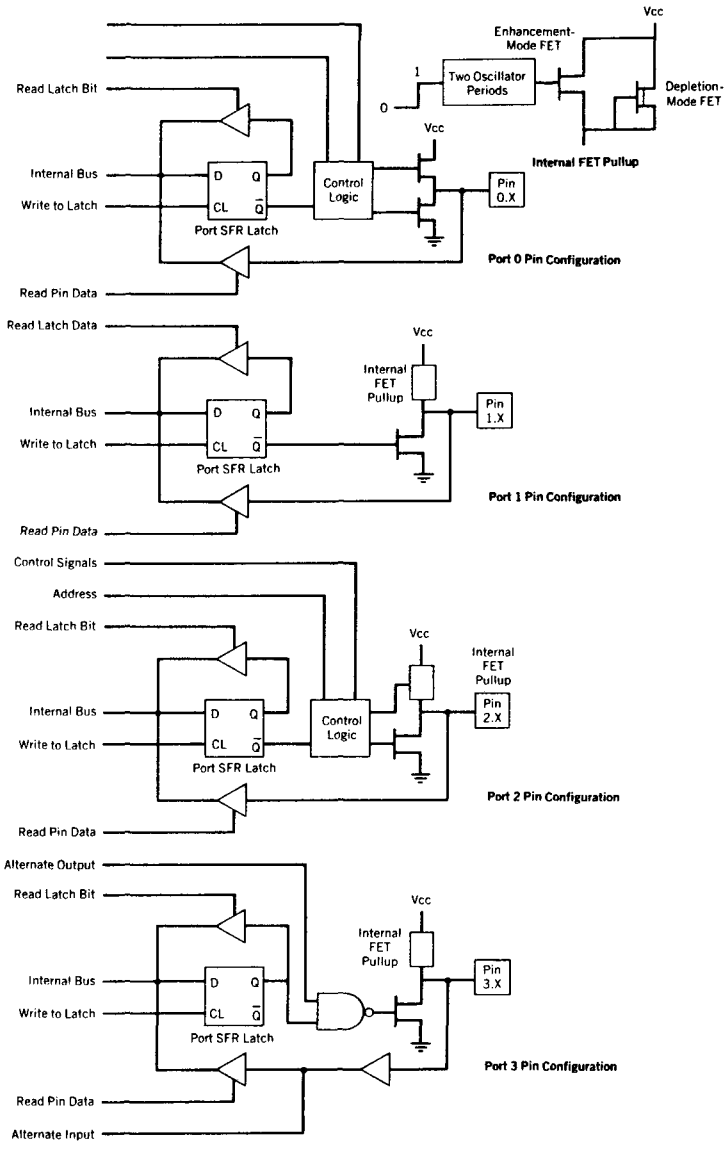 Vcc
Enhancement-
Mode FET
1
0
Two Oscillator
Periods
Depletion-
Mode FET
Internal FET Pullup
Read Latch Bit
Vcc
Internal Bus
D Q
Control
Logic
Pin
0.X
Write to Latch
CL Q̅
Port SFR Latch
Port 0 Pin Configuration
Read Pin Data
Read Latch Data
Vcc
Internal
FET
Pullup
Internal Bus
D Q
Pin
1.X
Write to Latch
CL Q̅
Port SFR Latch
Port 1 Pin Configuration
Read Pin Data
Control Signals
Address
Read Latch Bit
Vcc
Internal
FET
Pullup
Internal Bus
D Q
Control
Logic
Pin
2.X
Write to Latch
CL Q̅
Port SFR Latch
Port 2 Pin Configuration
Read Pin Data
Alternate Output
Read Latch Bit
Vcc
Internal
FET
Pullup
Internal Bus
D Q
Pin
3.X
Write to Latch
CL Q̅
Port SFR Latch
Port 3 Pin Configuration
Read Pin Data
Alternate Input